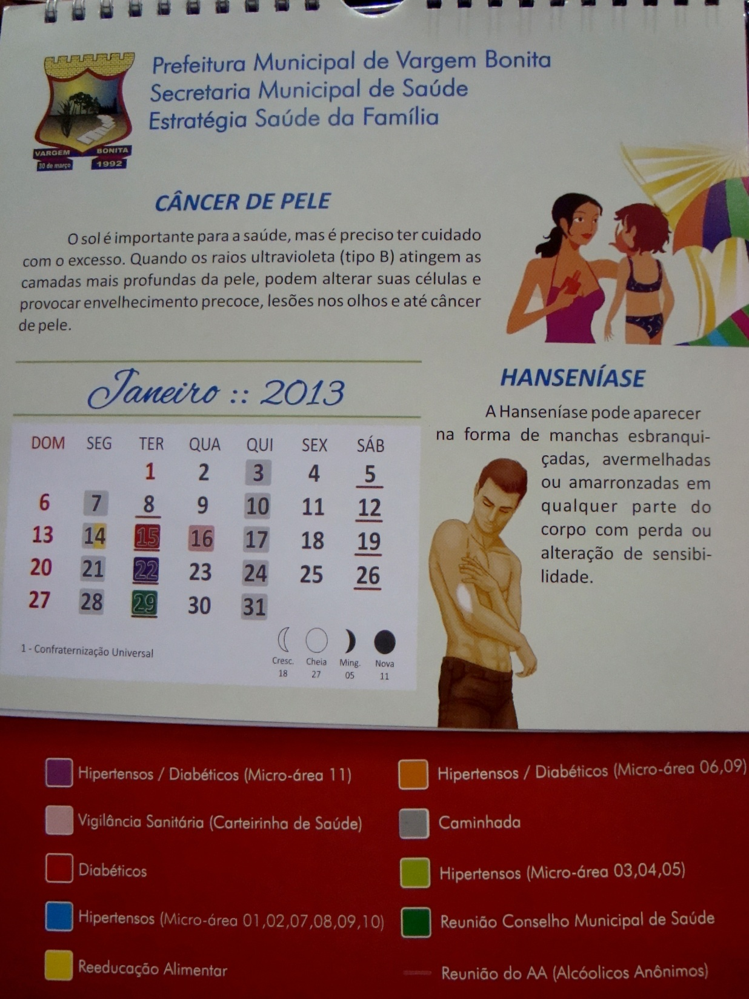 Prefeitura Municipal de Vargem Bonita
Secretaria Municipal de Saúde
Estratégia Saúde da Família
VARGEM BONITA
30 de março 1992
CÂNCER DE PELE
O sol é importante para a saúde, mas é preciso ter cuidado
com o excesso. Quando os raios ultravioleta (tipo B) atingem as
camadas mais profundas da pele, podem alterar suas células e
provocar envelhecimento precoce, lesões nos olhos e até câncer
de pele.
Janeiro :: 2013
DOM SEG TER QUA QUI SEX SÁB
1 2 3 4 5
6 7 8 9 10 11 12
13 14 15 16 17 18 19
20 21 22 23 24 25 26
27 28 29 30 31
1 - Confraternização Universal
Cresc. Cheia Ming. Nova
18 27 05 11
HANSENÍASE
A Hanseníase pode aparecer
na forma de manchas esbranqui-
çadas, avermelhadas
ou amarronzadas em
qualquer parte do
corpo com perda ou
alteração de sensibi-
lidade.
Hipertensos / Diabéticos (Micro-área 11)
Vigilância Sanitária (Carteirinha de Saúde)
Diabéticos
Hipertensos (Micro-área 01,02,07,08,09,10)
Reeducação Alimentar
Hipertensos / Diabéticos (Micro-área 06,09)
Caminhada
Hipertensos (Micro-área 03,04,05)
Reunião Conselho Municipal de Saúde
Reunião do AA (Alcóolicos Anônimos)